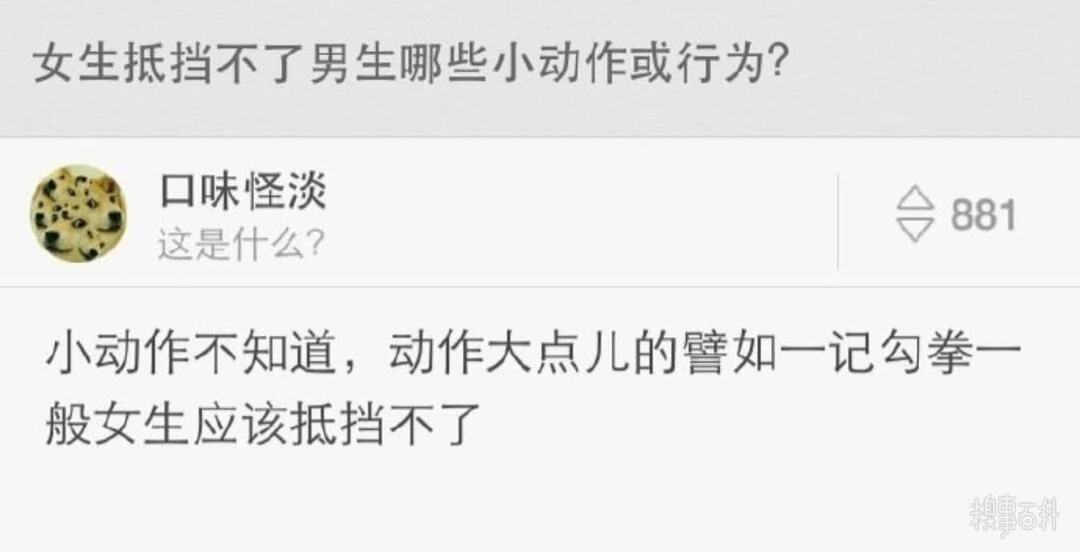 女生抵挡不了男生哪些小动作或行为?
口味怪淡
这是什么?
881
小动作不知道，动作大点儿的譬如一记勾拳一
般女生应该抵挡不了
糗事百科